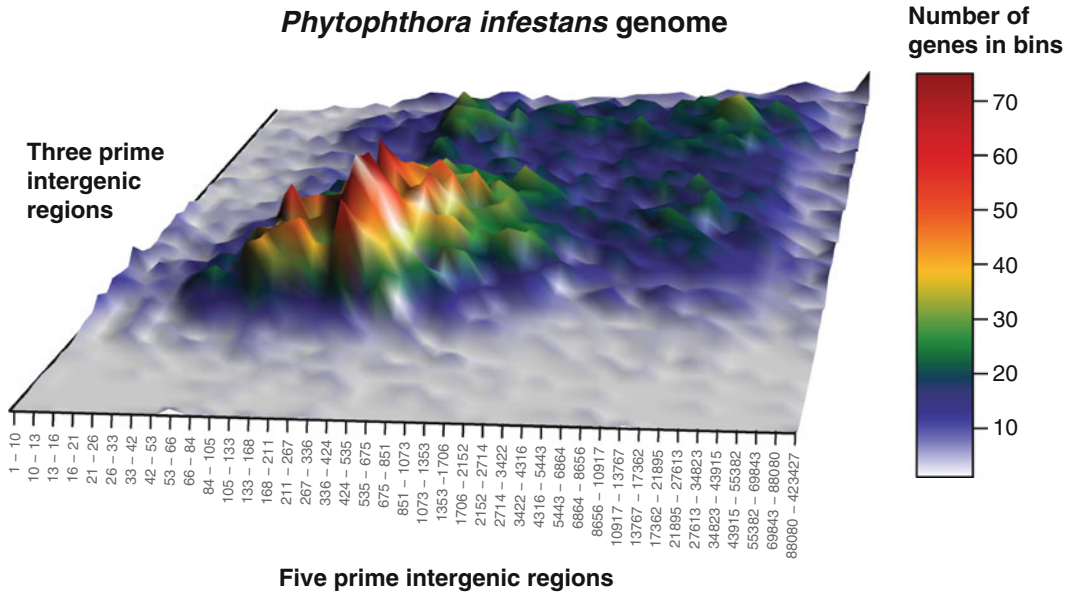 Phytophthora infestans genome
Number of
genes in bins
Three prime
intergenic
regions
70
60
50
40
30
20
10
1 – 10
10 – 13
13 – 16
16 – 21
21 – 26
26 – 33
33 – 42
42 – 53
53 – 66
66 – 84
84 – 105
105 – 133
133 – 168
168 – 211
211 – 267
267 – 336
336 – 424
424 – 535
535 – 675
675 – 851
851 – 1073
1073 – 1353
1353 –1706
1706 – 2152
2152 – 2714
2714 – 3422
3422 – 4316
4316 – 5443
5443 – 6864
6864 – 8656
8656 – 10917
10917 – 13767
13767 – 17362
17362 – 21895
21895 – 27613
27613 – 34823
34823 – 43915
43915 – 55382
55382 – 69843
69843 – 88080
88080 – 423427
Five prime intergenic regions